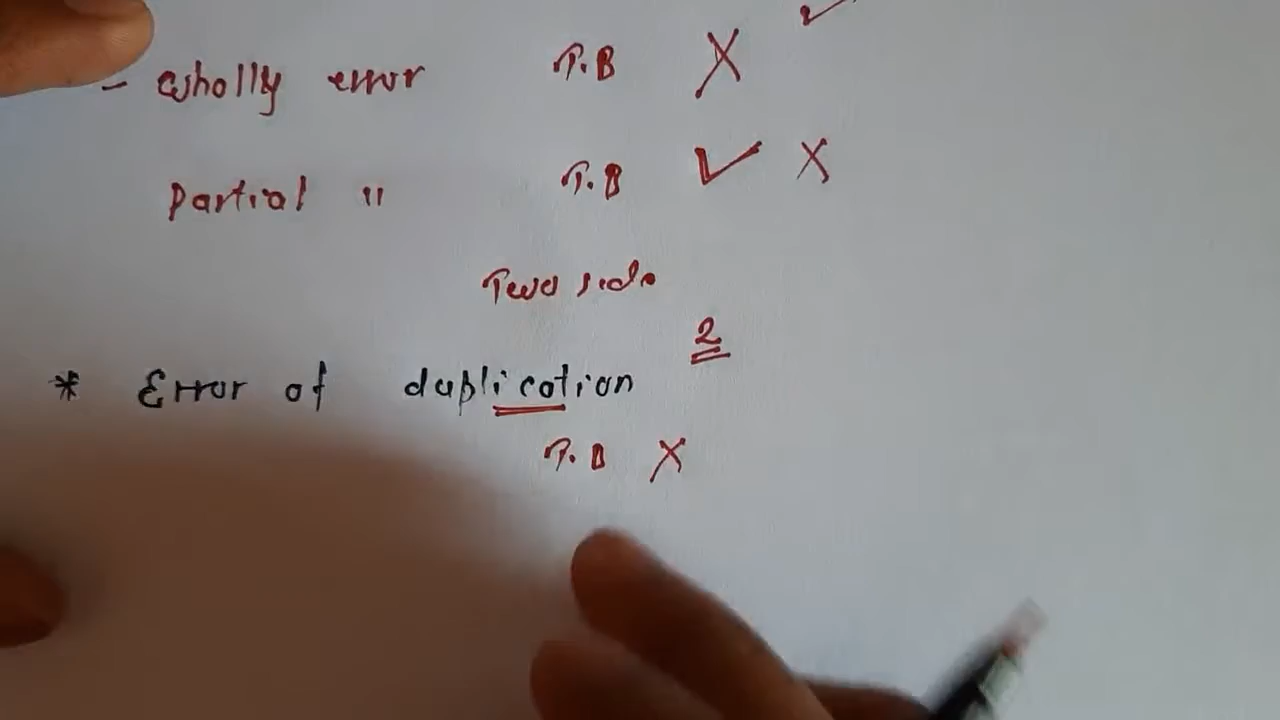 - Wholly error T.B X ✓
Partial " T.B ✓ X
Two side
2
* Error of duplication
T.B X